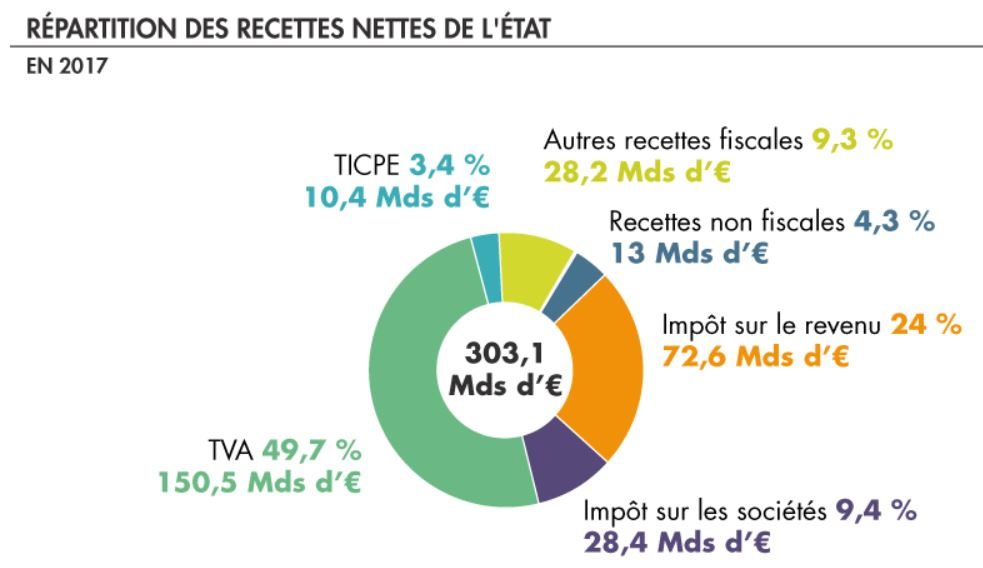 RÉPARTITION DES RECETTES NETTES DE L'ÉTAT
EN 2017
Autres recettes fiscales 9,3 %
28,2 Mds d'€
TICPE 3,4 %
10,4 Mds d'€
Recettes non fiscales 4,3 %
13 Mds d'€
Impôt sur le revenu 24 %
72,6 Mds d'€
303,1
Mds d'€
TVA 49,7 %
150,5 Mds d'€
Impôt sur les sociétés 9,4 %
28,4 Mds d'€